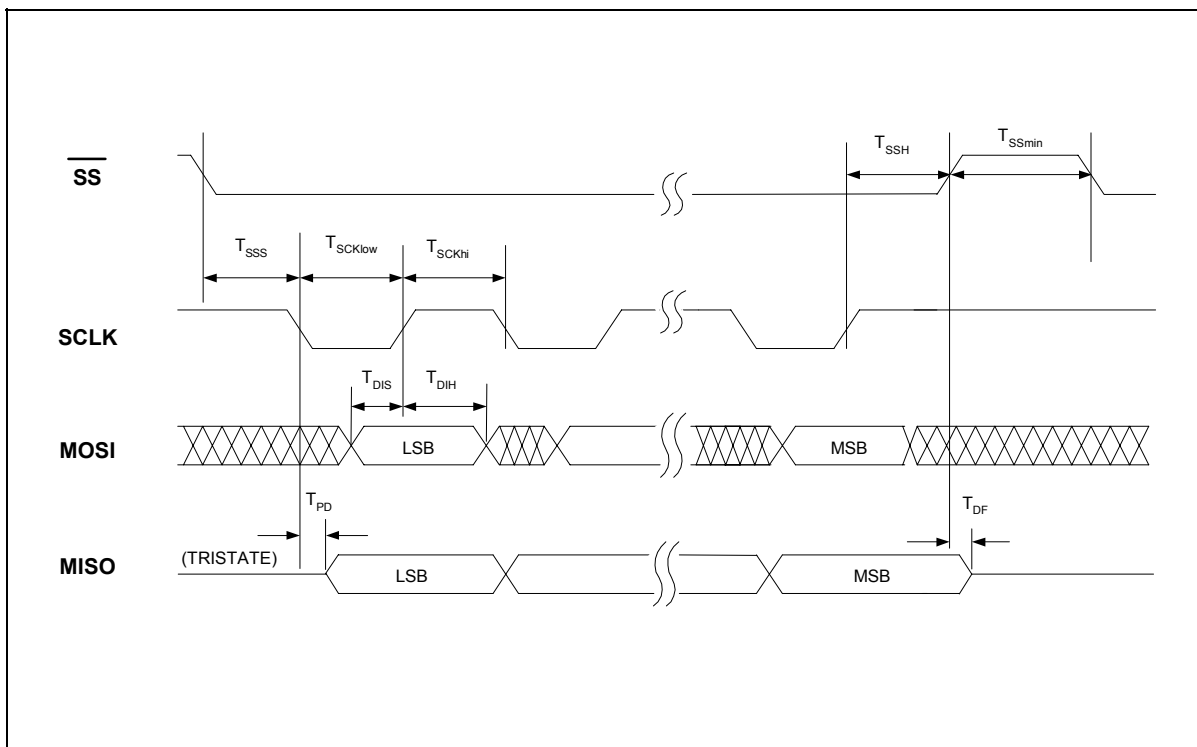 T_SSH
T_SSmin
SS
T_SSS
T_SCKlow
T_SCKhi
SCLK
T_DIS
T_DIH
MOSI
LSB
MSB
T_PD
T_DF
(TRISTATE)
MISO
LSB
MSB